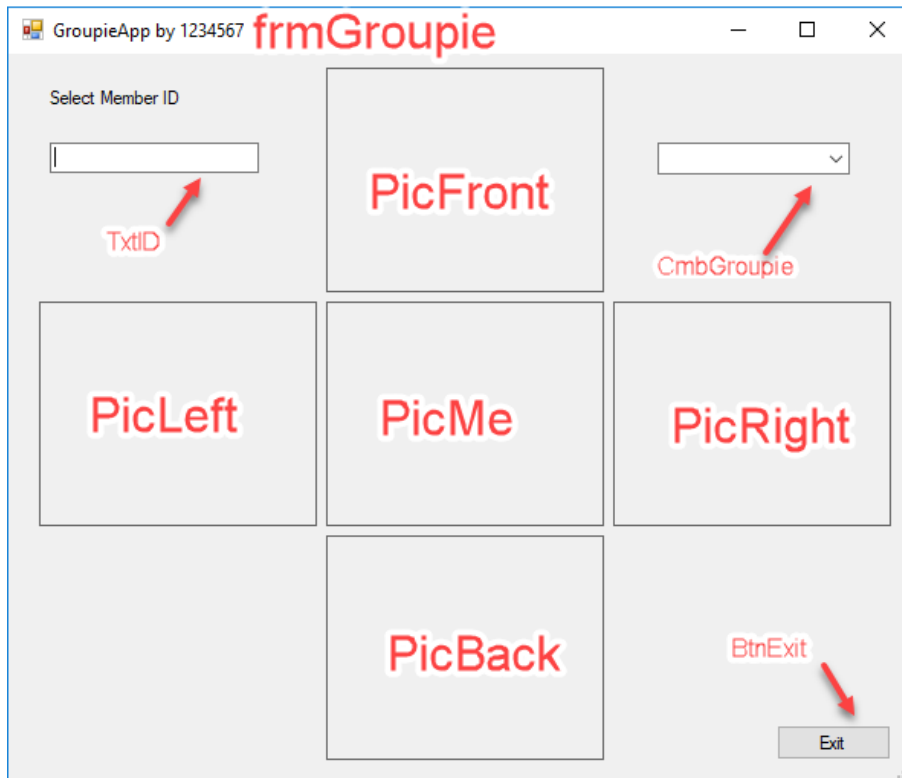 GroupieApp by 1234567 frmGroupie
Select Member ID
PicFront
TxtID
CmbGroupie
PicLeft
PicMe
PicRight
PicBack
BtnExit
Exit